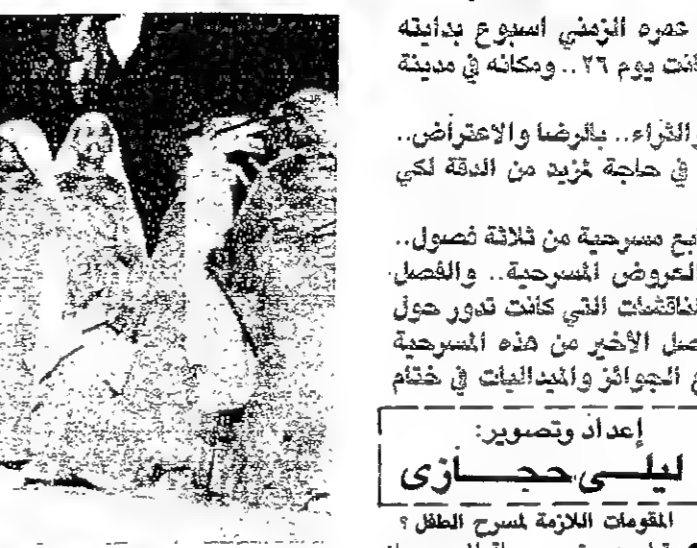 عمره الزمني اسبوع بدايته
كانت يوم ٢٦.. ومكانه في مدينة
والثراء.. بالرضا والاعتراض..
في حاجة لمزيد من الدقة لكي
مسرحية من ثلاثة فصول..
العروض المسرحية.. والفصل
المناقشات التي كانت تدور حول
الأخير من هذه المسرحية
الجوائز والميداليات في ختام
إعداد وتصوير:
ليلى حجازى
المقومات اللازمة لمسرح الطفل ؟